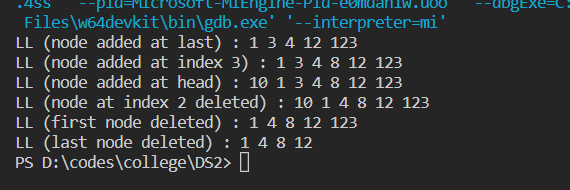 .4ss' '--pid=Microsoft-MIEngine-Pid-e0mdaniw.uoo' '--dbgExe=C:
Files\w64devkit\bin\gdb.exe' '--interpreter=mi'
LL (node added at last) : 1 3 4 12 123
LL (node added at index 3) : 1 3 4 8 12 123
LL (node added at head) : 10 1 3 4 8 12 123
LL (node at index 2 deleted) : 10 1 4 8 12 123
LL (first node deleted) : 1 4 8 12 123
LL (last node deleted) : 1 4 8 12
PS D:\codes\college\DS2>